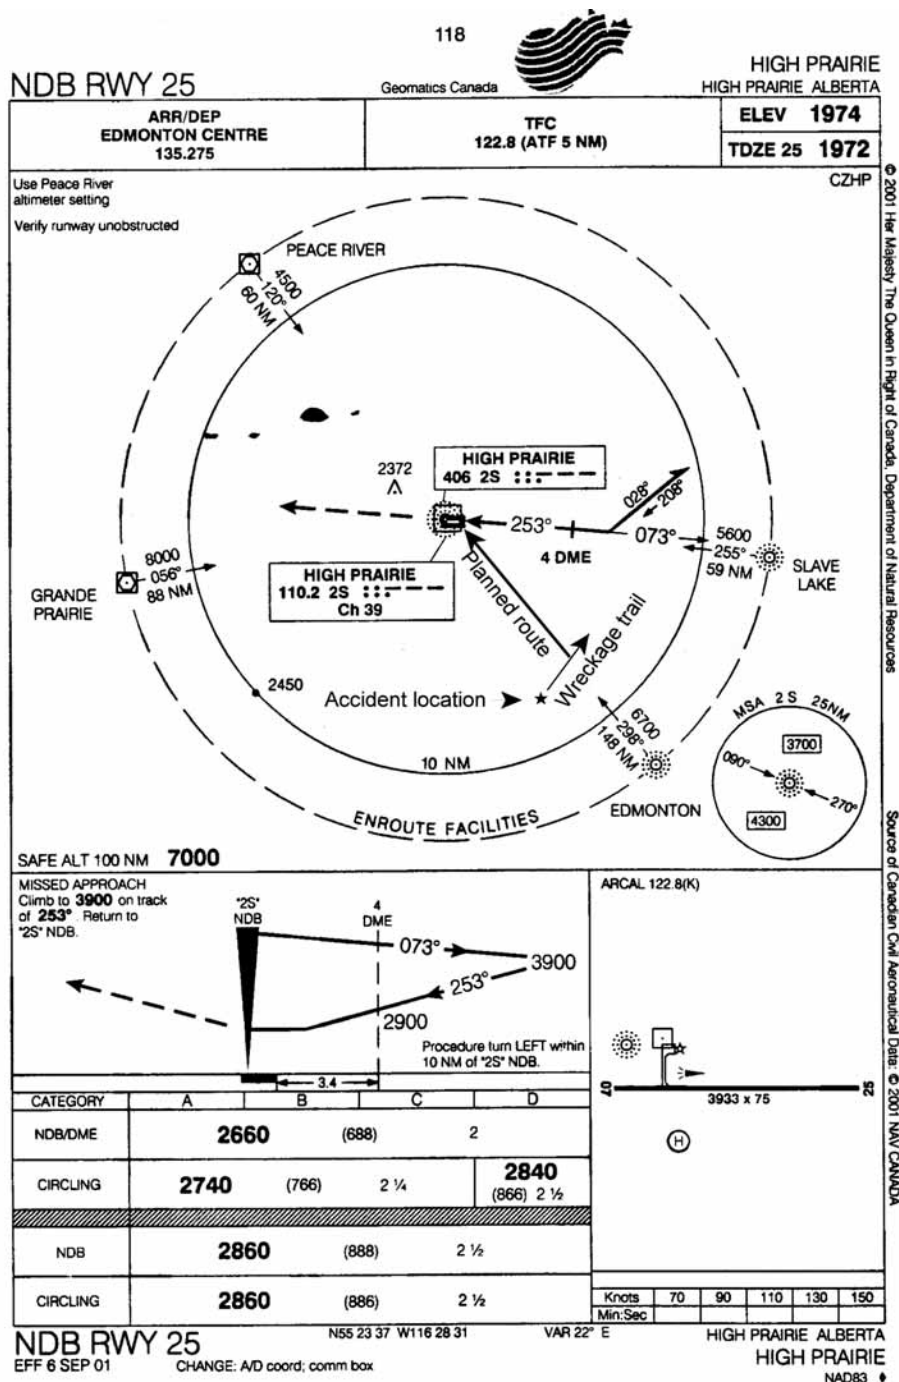 118
NDB RWY 25
Geomatics Canada
HIGH PRAIRIE
HIGH PRAIRIE ALBERTA
ARR/DEP
EDMONTON CENTRE
135.275
TFC
122.8 (ATF 5 NM)
ELEV 1974
TDZE 25 1972
CZHP
Use Peace River
altimeter setting
Verify runway unobstructed
PEACE RIVER
4500
120°
60 NM
HIGH PRAIRIE
406 2S
2372
028°
208°
253°
073°
4 DME
5600
255°
59 NM
SLAVE
LAKE
8000
056°
88 NM
GRANDE
PRAIRIE
HIGH PRAIRIE
110.2 2S
Ch 39
Planned route
Wreckage trail
2450
Accident location
6700
298°
148 NM
EDMONTON
10 NM
ENROUTE FACILITIES
MSA 2S 25NM
3700
090°
270°
4300
SAFE ALT 100 NM 7000
MISSED APPROACH
Climb to 3900 on track
of 253°. Return to
"2S" NDB.
"2S"
NDB
4
DME
073°
3900
253°
2900
Procedure turn LEFT within
10 NM of "2S" NDB.
3.4
ARCAL 122.8(K)
07
25
3933 x 75
H
CATEGORY A B C D
NDB/DME 2660 (688) 2
CIRCLING 2740 (766) 2 ¼ 2840
(866) 2 ½
NDB 2860 (888) 2 ½
CIRCLING 2860 (886) 2 ½
Knots 70 90 110 130 150
Min:Sec
NDB RWY 25
N55 23 37 W116 28 31
VAR 22° E
HIGH PRAIRIE ALBERTA
HIGH PRAIRIE
EFF 6 SEP 01
CHANGE: A/D coord; comm box
NAD83
© 2001 Her Majesty The Queen in Right of Canada, Department of Natural Resources
Source of Canadian Civil Aeronautical Data: © 2001 NAV CANADA